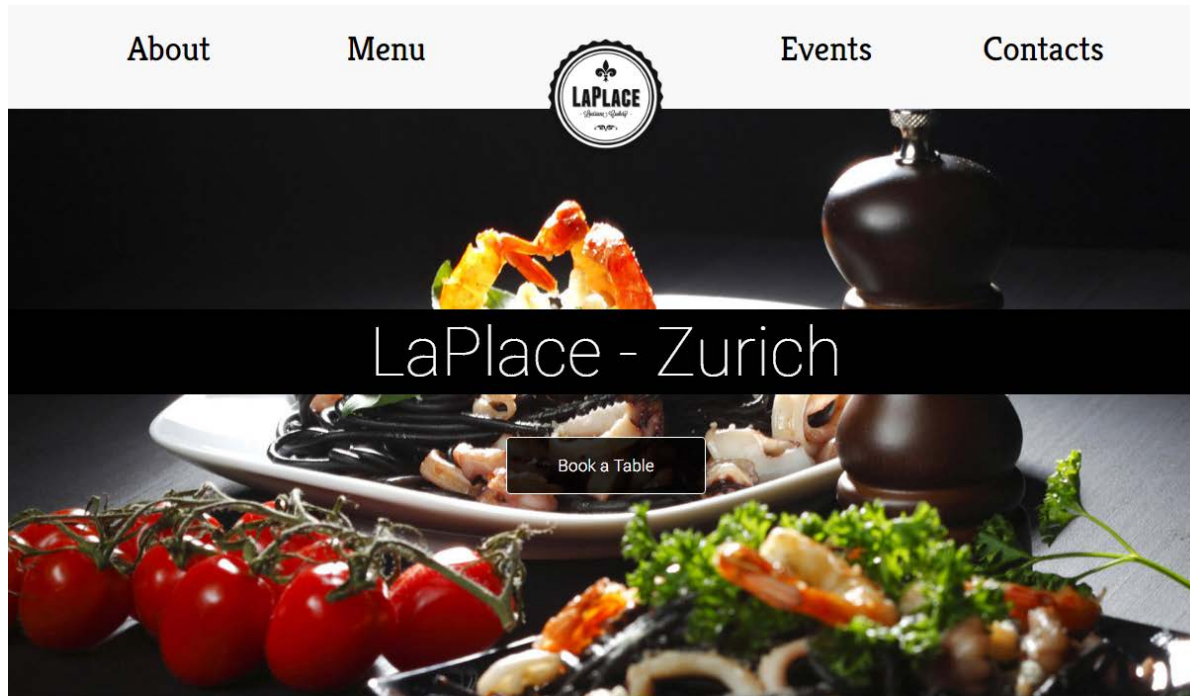 About
Menu
LAPLACE
Events
Contacts
LaPlace - Zurich
Book a Table